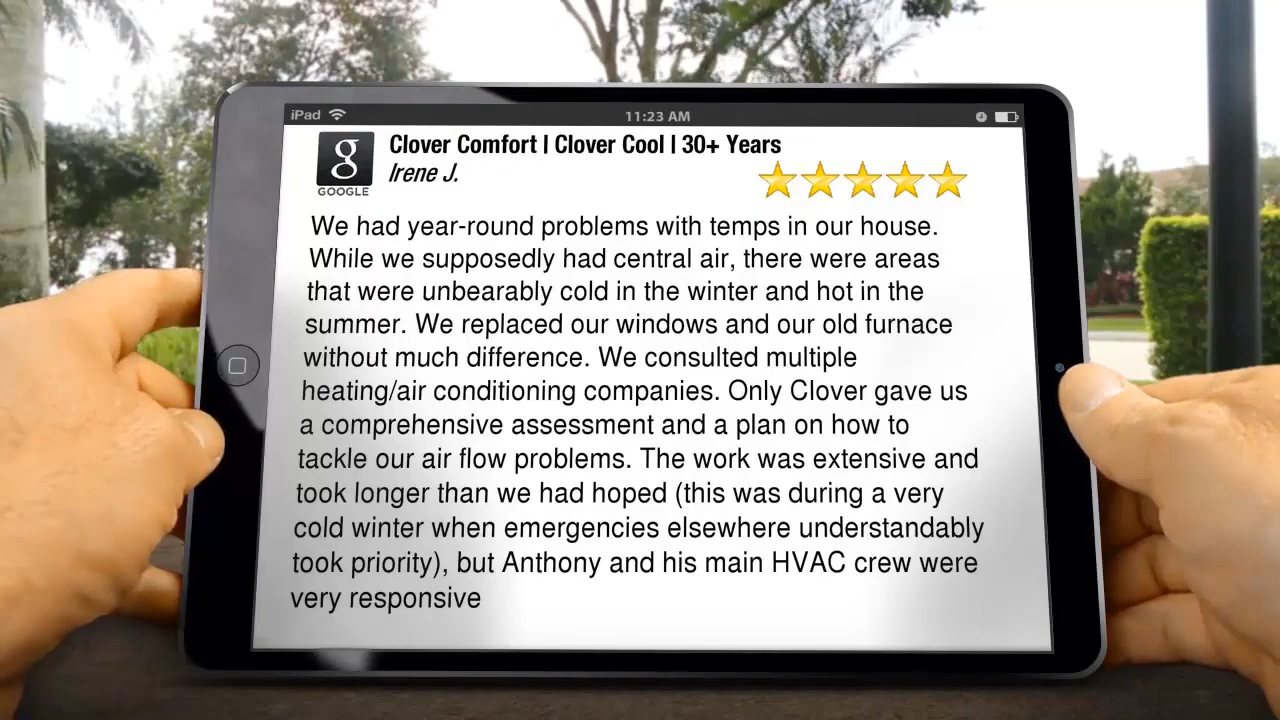 iPad 11:23 AM
g
GOOGLE
Clover Comfort | Clover Cool | 30+ Years
Irene J.
We had year-round problems with temps in our house.
While we supposedly had central air, there were areas
that were unbearably cold in the winter and hot in the
summer. We replaced our windows and our old furnace
without much difference. We consulted multiple
heating/air conditioning companies. Only Clover gave us
a comprehensive assessment and a plan on how to
tackle our air flow problems. The work was extensive and
took longer than we had hoped (this was during a very
cold winter when emergencies elsewhere understandably
took priority), but Anthony and his main HVAC crew were
very responsive